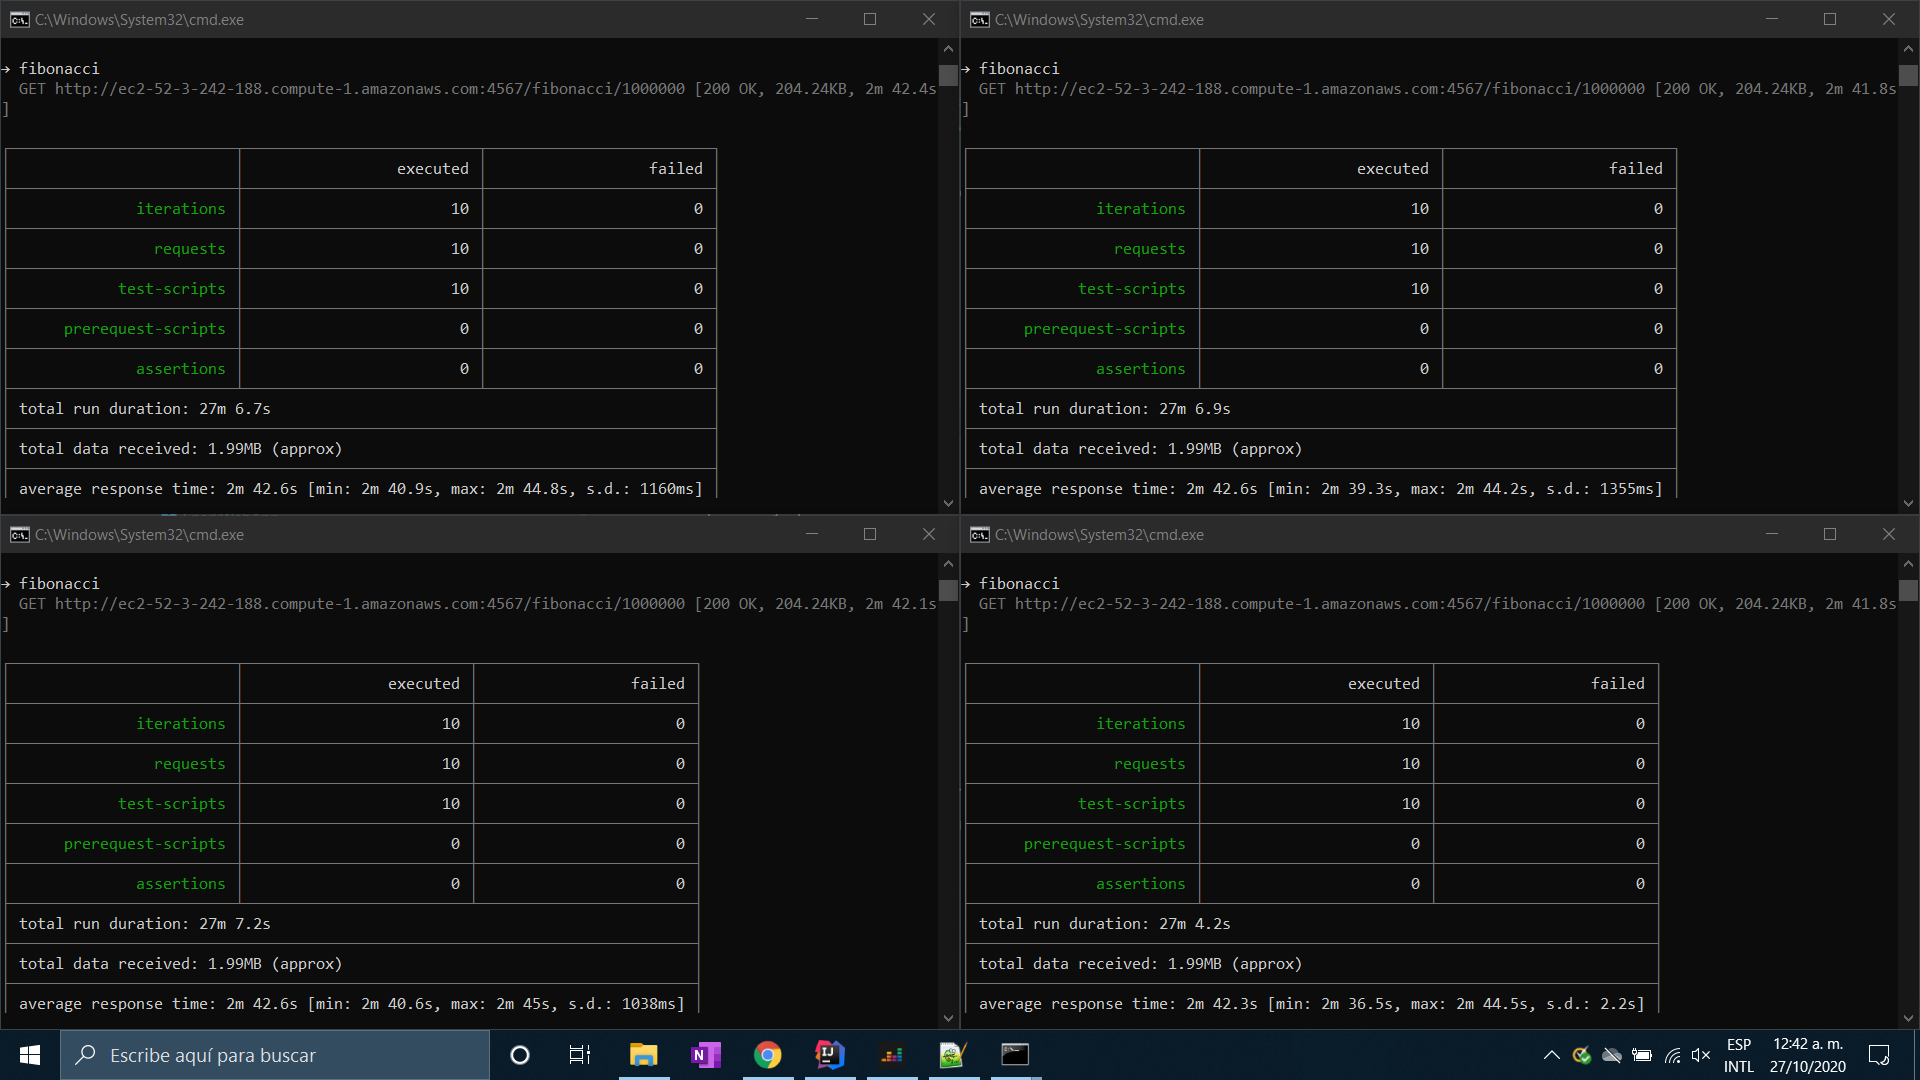 C:\Windows\System32\cmd.exe
→ fibonacci
GET http://ec2-52-3-242-188.compute-1.amazonaws.com:4567/fibonacci/1000000 [200 OK, 204.24KB, 2m 42.4s
]
executed failed
iterations 10 0
requests 10 0
test-scripts 10 0
prerequest-scripts 0 0
assertions 0 0
total run duration: 27m 6.7s
total data received: 1.99MB (approx)
average response time: 2m 42.6s [min: 2m 40.9s, max: 2m 44.8s, s.d.: 1160ms]
C:\Windows\System32\cmd.exe
→ fibonacci
GET http://ec2-52-3-242-188.compute-1.amazonaws.com:4567/fibonacci/1000000 [200 OK, 204.24KB, 2m 41.8s
]
executed failed
iterations 10 0
requests 10 0
test-scripts 10 0
prerequest-scripts 0 0
assertions 0 0
total run duration: 27m 6.9s
total data received: 1.99MB (approx)
average response time: 2m 42.6s [min: 2m 39.3s, max: 2m 44.2s, s.d.: 1355ms]
C:\Windows\System32\cmd.exe
→ fibonacci
GET http://ec2-52-3-242-188.compute-1.amazonaws.com:4567/fibonacci/1000000 [200 OK, 204.24KB, 2m 42.1s
]
executed failed
iterations 10 0
requests 10 0
test-scripts 10 0
prerequest-scripts 0 0
assertions 0 0
total run duration: 27m 7.2s
total data received: 1.99MB (approx)
average response time: 2m 42.6s [min: 2m 40.6s, max: 2m 45s, s.d.: 1038ms]
C:\Windows\System32\cmd.exe
→ fibonacci
GET http://ec2-52-3-242-188.compute-1.amazonaws.com:4567/fibonacci/1000000 [200 OK, 204.24KB, 2m 41.8s
]
executed failed
iterations 10 0
requests 10 0
test-scripts 10 0
prerequest-scripts 0 0
assertions 0 0
total run duration: 27m 4.2s
total data received: 1.99MB (approx)
average response time: 2m 42.3s [min: 2m 36.5s, max: 2m 44.5s, s.d.: 2.2s]
Escribe aquí para buscar
ESP
INTL
12:42 a. m.
27/10/2020